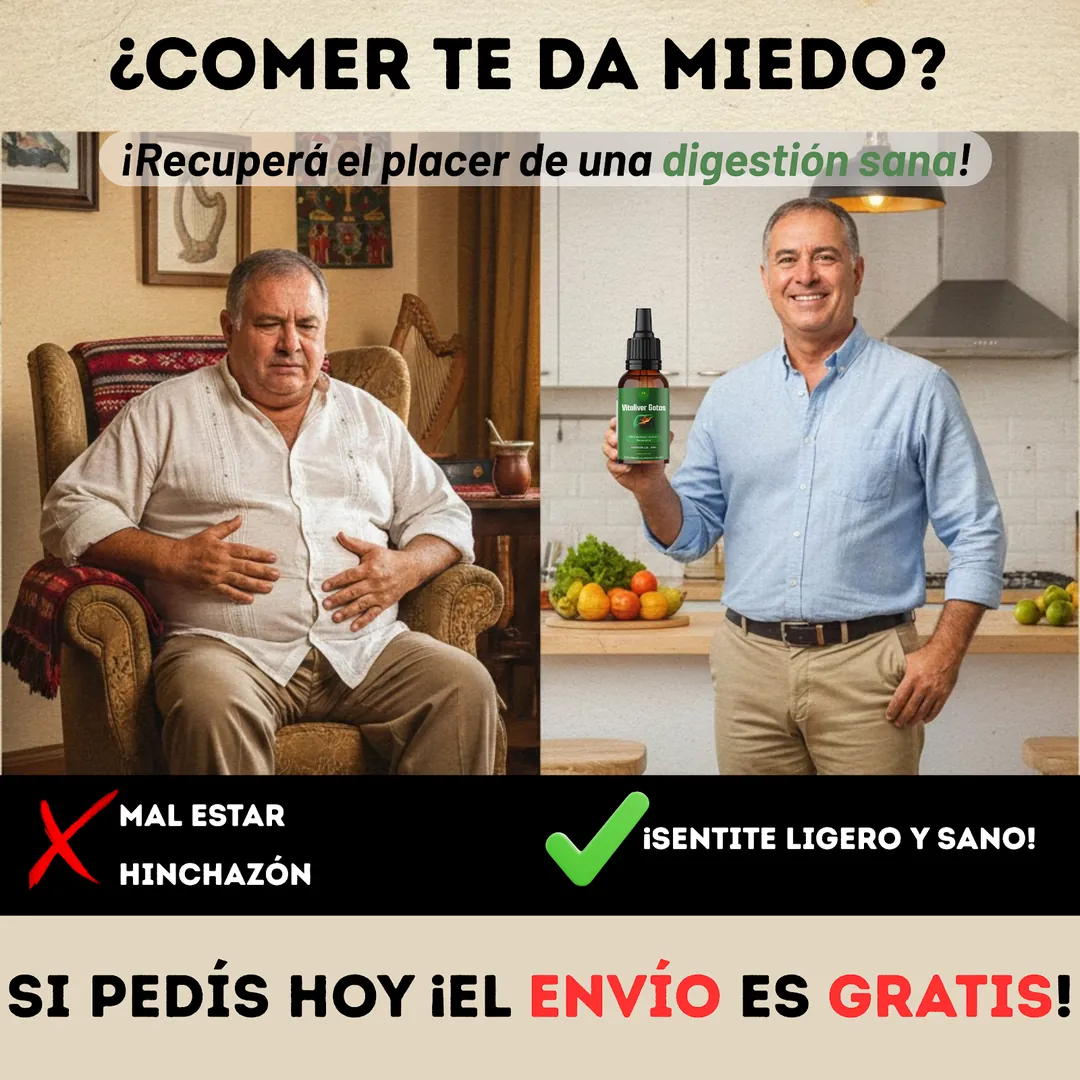 ¿COMER TE DA MIEDO?
¡Recuperá el placer de una digestión sana!
Vitaliver Gotas
MAL ESTAR
HINCHAZÓN
¡SENTITE LIGERO Y SANO!
SI PEDÍS HOY ¡EL ENVÍO ES GRATIS!